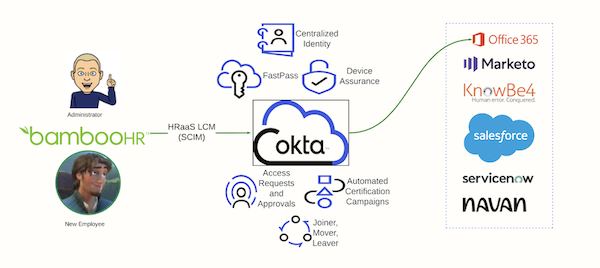 Centralized
Identity
FastPass
Device
Assurance
Administrator
bambooHR
HRaaS LCM
(SCIM)
okta
New Employee
Access
Requests
and
Approvals
Automated
Certification
Campaigns
Joiner,
Mover,
Leaver
Office 365
Marketo
KnowBe4
Human error. Conquered.
salesforce
servicenow
NAVAN